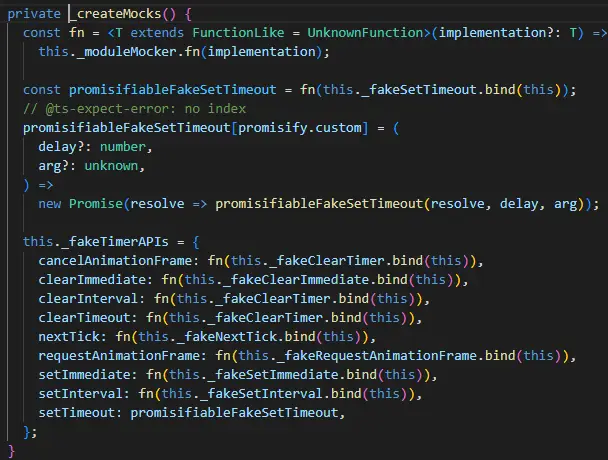 private _createMocks() {
  const fn = <T extends FunctionLike = UnknownFunction>(implementation?: T) =>
    this._moduleMocker.fn(implementation);

  const promisifiableFakeSetTimeout = fn(this._fakeSetTimeout.bind(this));
  // @ts-expect-error: no index
  promisifiableFakeSetTimeout[promisify.custom] = (
    delay?: number,
    arg?: unknown,
  ) =>
    new Promise(resolve => promisifiableFakeSetTimeout(resolve, delay, arg));

  this._fakeTimerAPIs = {
    cancelAnimationFrame: fn(this._fakeClearTimer.bind(this)),
    clearImmediate: fn(this._fakeClearImmediate.bind(this)),
    clearInterval: fn(this._fakeClearTimer.bind(this)),
    clearTimeout: fn(this._fakeClearTimer.bind(this)),
    nextTick: fn(this._fakeNextTick.bind(this)),
    requestAnimationFrame: fn(this._fakeRequestAnimationFrame.bind(this)),
    setImmediate: fn(this._fakeSetImmediate.bind(this)),
    setInterval: fn(this._fakeSetInterval.bind(this)),
    setTimeout: promisifiableFakeSetTimeout,
  };
}